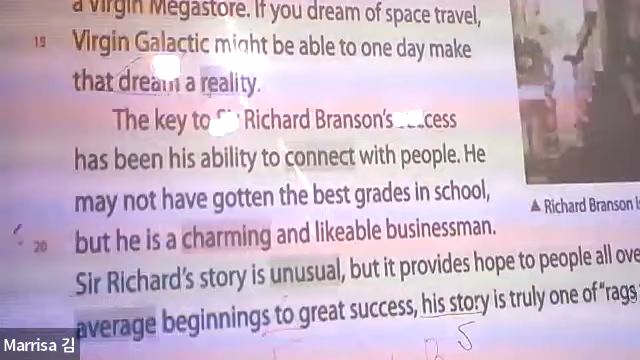 a Virgin Megastore. If you dream of space travel,
15 Virgin Galactic might be able to one day make
that dream a reality.
The key to Richard Branson's
has been his ability to connect with people. He
may not have gotten the best grades in school,
▲ Richard Branson
20 but he is a charming and likeable businessman.
Sir Richard's story is unusual, but it provides hope to people all
average beginnings to great success, his story is truly one of "rags
Marrisa 김